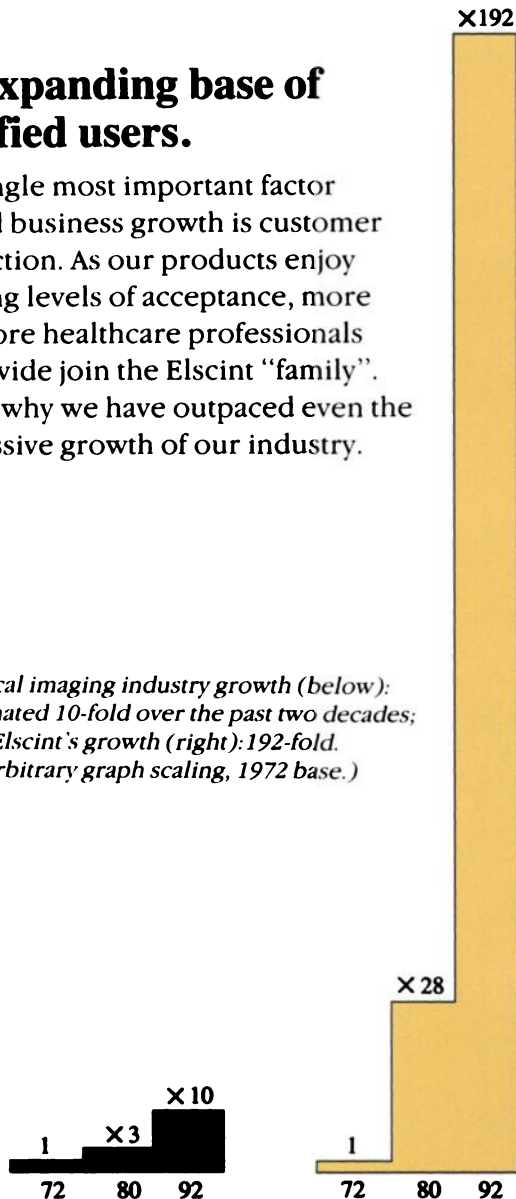 ×192
xpanding base of
fied users.
ngle most important factor
d business growth is customer
ction. As our products enjoy
ng levels of acceptance, more
ore healthcare professionals
wide join the Elscint “family”.
why we have outpaced even the
ssive growth of our industry.
cal imaging industry growth (below):
nated 10-fold over the past two decades;
Elscint's growth (right): 192-fold.
rbitrary graph scaling, 1972 base.)
× 28
× 10
×3
1
1
72 80 92
72 80 92